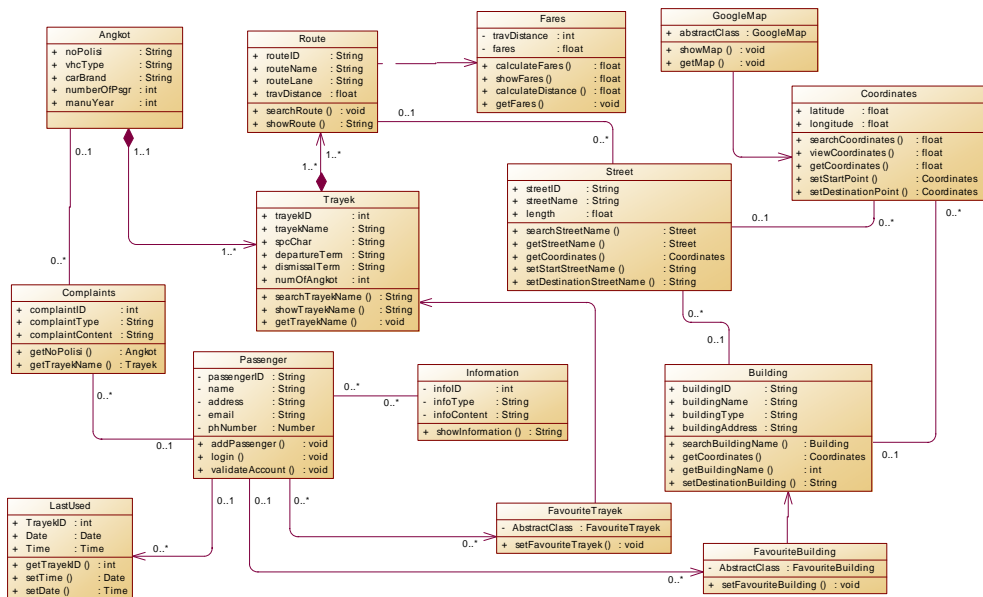 Angkot
+ noPolisi : String
+ vhcType : String
+ carBrand : String
+ numberOfPsgr : int
+ manuYear : int
0..1
1..1
Route
+ routeID : String
+ routeName : String
+ routeLane : String
+ travDistance : float
+ searchRoute () : void
+ showRoute () : String
0..1
1..*
1..*
Fares
- travDistance : int
- fares : float
+ calculateFares () : float
+ showFares () : float
+ calculateDistance () : float
+ getFares () : void
0..*
GoogleMap
+ abstractClass : GoogleMap
+ showMap () : void
+ getMap () : void
Coordinates
+ latitude : float
+ longitude : float
+ searchCoordinates () : float
+ viewCoordinates () : float
+ getCoordinates () : float
+ setStartPoint () : Coordinates
+ setDestinationPoint () : Coordinates
0..1
0..*
0..*
Street
+ streetID : String
+ streetName : String
+ length : float
+ searchStreetName () : Street
+ getStreetName () : Street
+ getCoordinates () : Coordinates
+ setStartStreetName () : String
+ setDestinationStreetName () : String
0..*
0..1
Trayek
+ trayekID : int
+ trayekName : String
+ spcChar : String
+ departureTerm : String
+ dismissalTerm : String
+ numOfAngkot : int
+ searchTrayekName () : String
+ showTrayekName () : String
+ getTrayekName () : void
1..*
0..*
Complaints
+ complaintID : int
+ complaintType : String
+ complaintContent : String
+ getNoPolisi () : Angkot
+ getTrayekName () : Trayek
0..*
0..1
Passenger
- passengerID : String
- name : String
- address : String
- email : String
- phNumber : Number
+ addPassenger () : void
+ login () : void
+ validateAccount () : void
0..*
0..*
Information
- infoID : int
- infoType : String
- infoContent : String
+ showInformation () : String
Building
+ buildingID : String
+ buildingName : String
+ buildingType : String
+ buildingAddress : String
+ searchBuildingName () : Building
+ getCoordinates () : Coordinates
+ getBuildingName () : int
+ setDestinationBuilding () : String
0..1
0..1
0..1
0..*
LastUsed
+ TrayekID : int
+ Date : Date
+ Time : Time
+ getTrayekID () : int
+ setTime () : Date
+ setDate () : Time
0..*
FavouriteTrayek
- AbstractClass : FavouriteTrayek
+ setFavouriteTrayek () : void
0..*
FavouriteBuilding
- AbstractClass : FavouriteBuilding
+ setFavouriteBuilding () : void
0..*